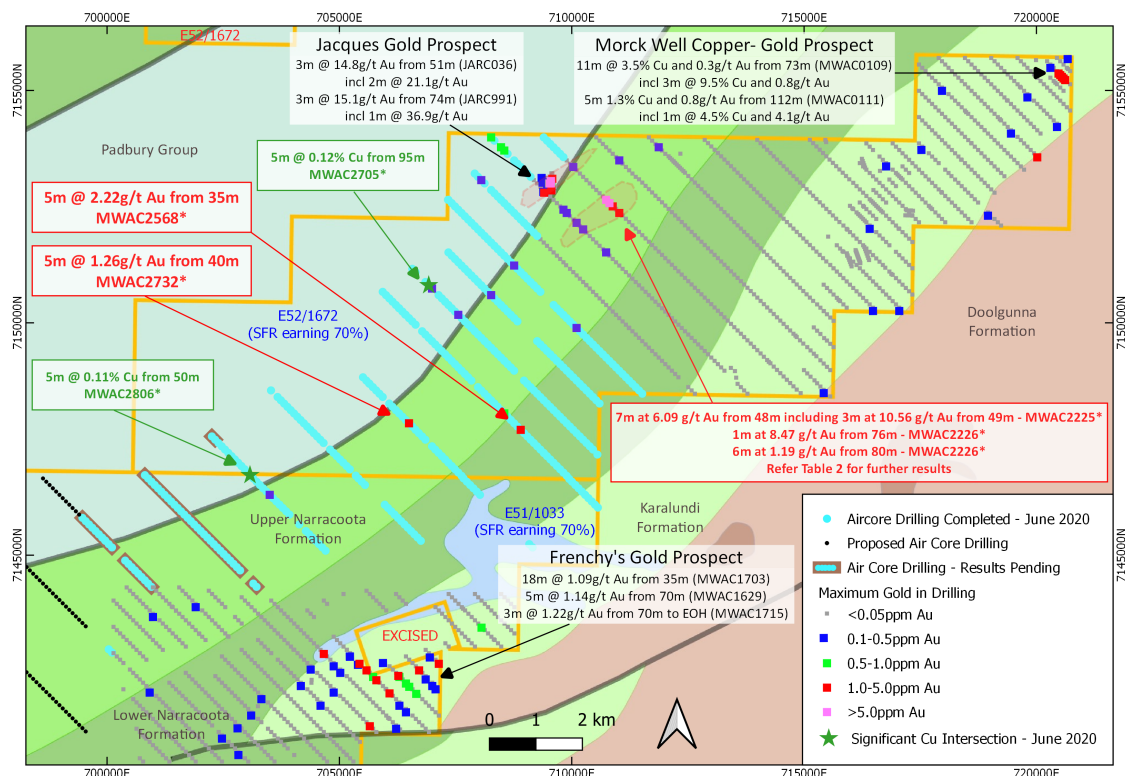 700000E
705000E
710000E
715000E
720000E
E52/1672
Jacques Gold Prospect
3m @ 14.8g/t Au from 51m (JARC036)
incl 2m @ 21.1g/t Au
3m @ 15.1g/t Au from 74m (JARC991)
incl 1m @ 36.9g/t Au
Morck Well Copper- Gold Prospect
11m @ 3.5% Cu and 0.3g/t Au from 73m (MWAC0109)
incl 3m @ 9.5% Cu and 0.8g/t Au
5m 1.3% Cu and 0.8g/t Au from 112m (MWAC0111)
incl 1m @ 4.5% Cu and 4.1g/t Au
7155000N
7155000N
Padbury Group
5m @ 0.12% Cu from 95m
MWAC2705*
5m @ 2.22g/t Au from 35m
MWAC2568*
5m @ 1.26g/t Au from 40m
MWAC2732*
E52/1672
(SFR earning 70%)
7150000N
7150000N
Doolgunna
Formation
5m @ 0.11% Cu from 50m
MWAC2806*
7m at 6.09 g/t Au from 48m including 3m at 10.56 g/t Au from 49m - MWAC2225*
1m at 8.47 g/t Au from 76m - MWAC2226*
6m at 1.19 g/t Au from 80m - MWAC2226*
Refer Table 2 for further results
Upper Narracoota
Formation
E51/1033
(SFR earning 70%)
Karalundi
Formation
7145000N
7145000N
Frenchy's Gold Prospect
18m @ 1.09g/t Au from 35m (MWAC1703)
5m @ 1.14g/t Au from 70m (MWAC1629)
3m @ 1.22g/t Au from 70m to EOH (MWAC1715)
EXCISED
Lower Narracoota
Formation
0 1 2 km
Aircore Drilling Completed - June 2020
Proposed Air Core Drilling
Air Core Drilling - Results Pending
Maximum Gold in Drilling
<0.05ppm Au
0.1-0.5ppm Au
0.5-1.0ppm Au
1.0-5.0ppm Au
>5.0ppm Au
Significant Cu Intersection - June 2020
700000E
705000E
710000E
715000E
720000E